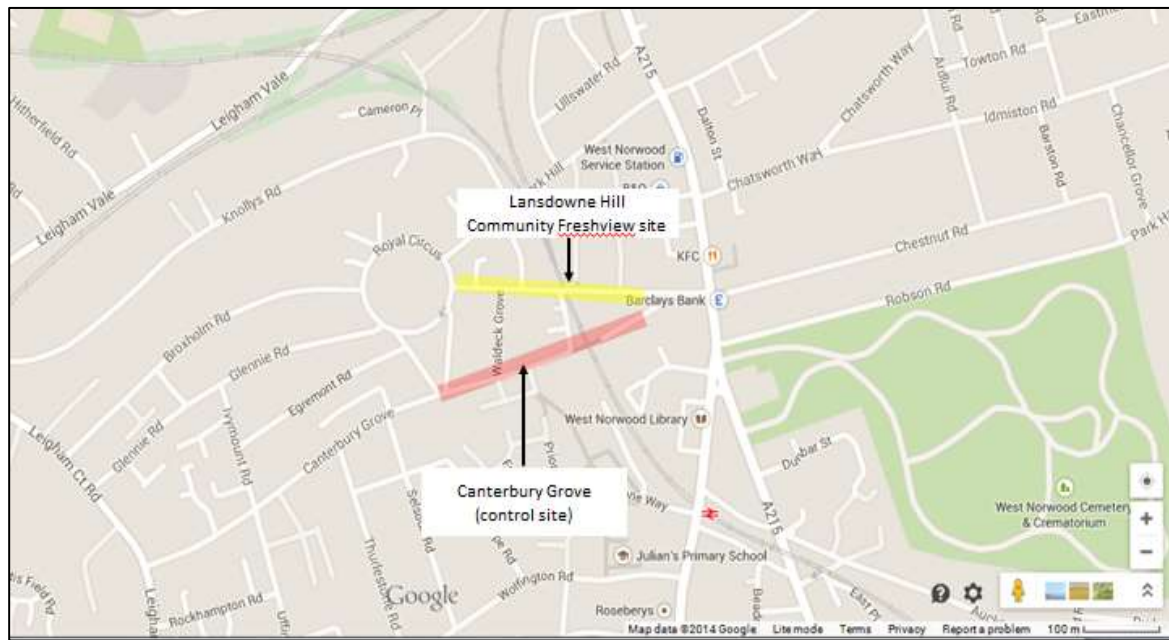 Hitherfield Rd
Leigham Vale
Leigham Vale
Cameron Pl
Ullswater Rd
A215
Dalton St
Chatsworth Way
Chatsworth Way
Ardlui Rd
Towton Rd
Idmiston Rd
Barston Rd
Chancellor Grove
Park H
Knollys Rd
West Norwood
Service Station
Lansdowne Hill
Community Freshview site
Royal Circus
KFC
Chestnut Rd
Barclays Bank
Robson Rd
Waldeck Grove
Broxholm Rd
Glennie Rd
Egremont Rd
Glennie Rd
Ivymount Rd
Canterbury Grove
Leigham Ct Rd
West Norwood Library
Canterbury Grove
(control site)
Dunbar St
A215
West Norwood Cemetery
& Crematorium
Julian's Primary School
Wolfington Rd
Thurlestone Rd
Rockhampton Rd
Leigham
Google
Roseberys
Map data ©2014 Google
Lite mode
Terms
Privacy
Report a problem
100 m